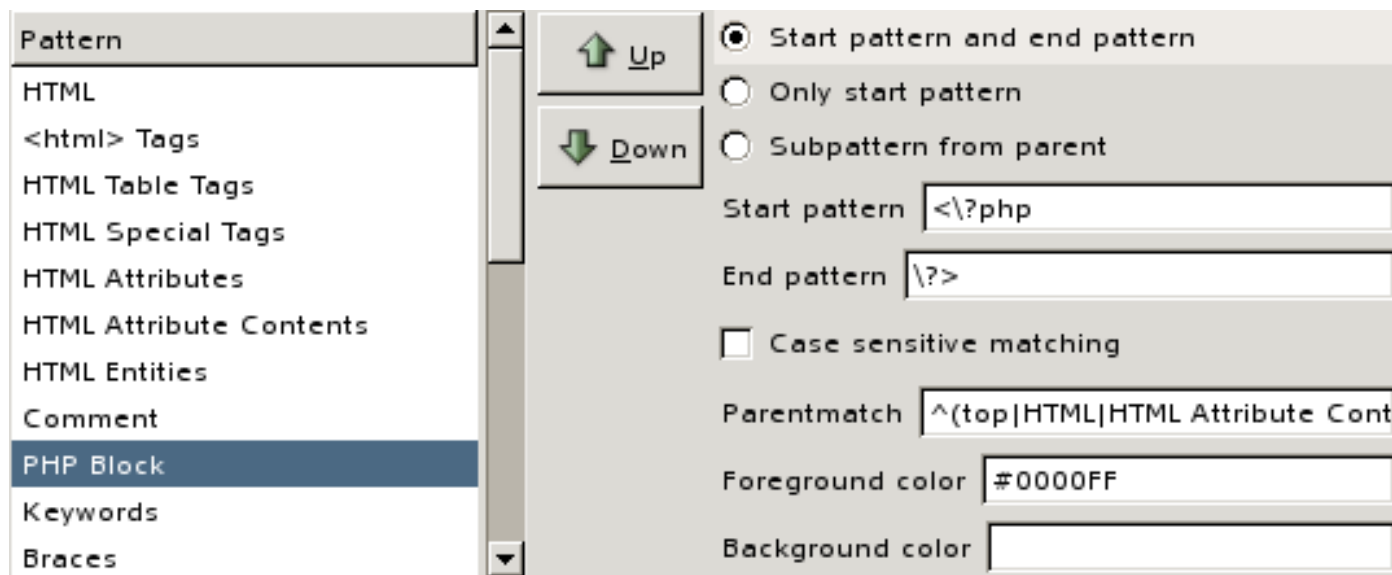 Pattern
HTML
<html> Tags
HTML Table Tags
HTML Special Tags
HTML Attributes
HTML Attribute Contents
HTML Entities
Comment
PHP Block
Keywords
Braces
Up
Down
Start pattern and end pattern
Only start pattern
Subpattern from parent
Start pattern <\?php
End pattern \?>
Case sensitive matching
Parentmatch ^(top|HTML|HTML Attribute Cont
Foreground color #0000FF
Background color